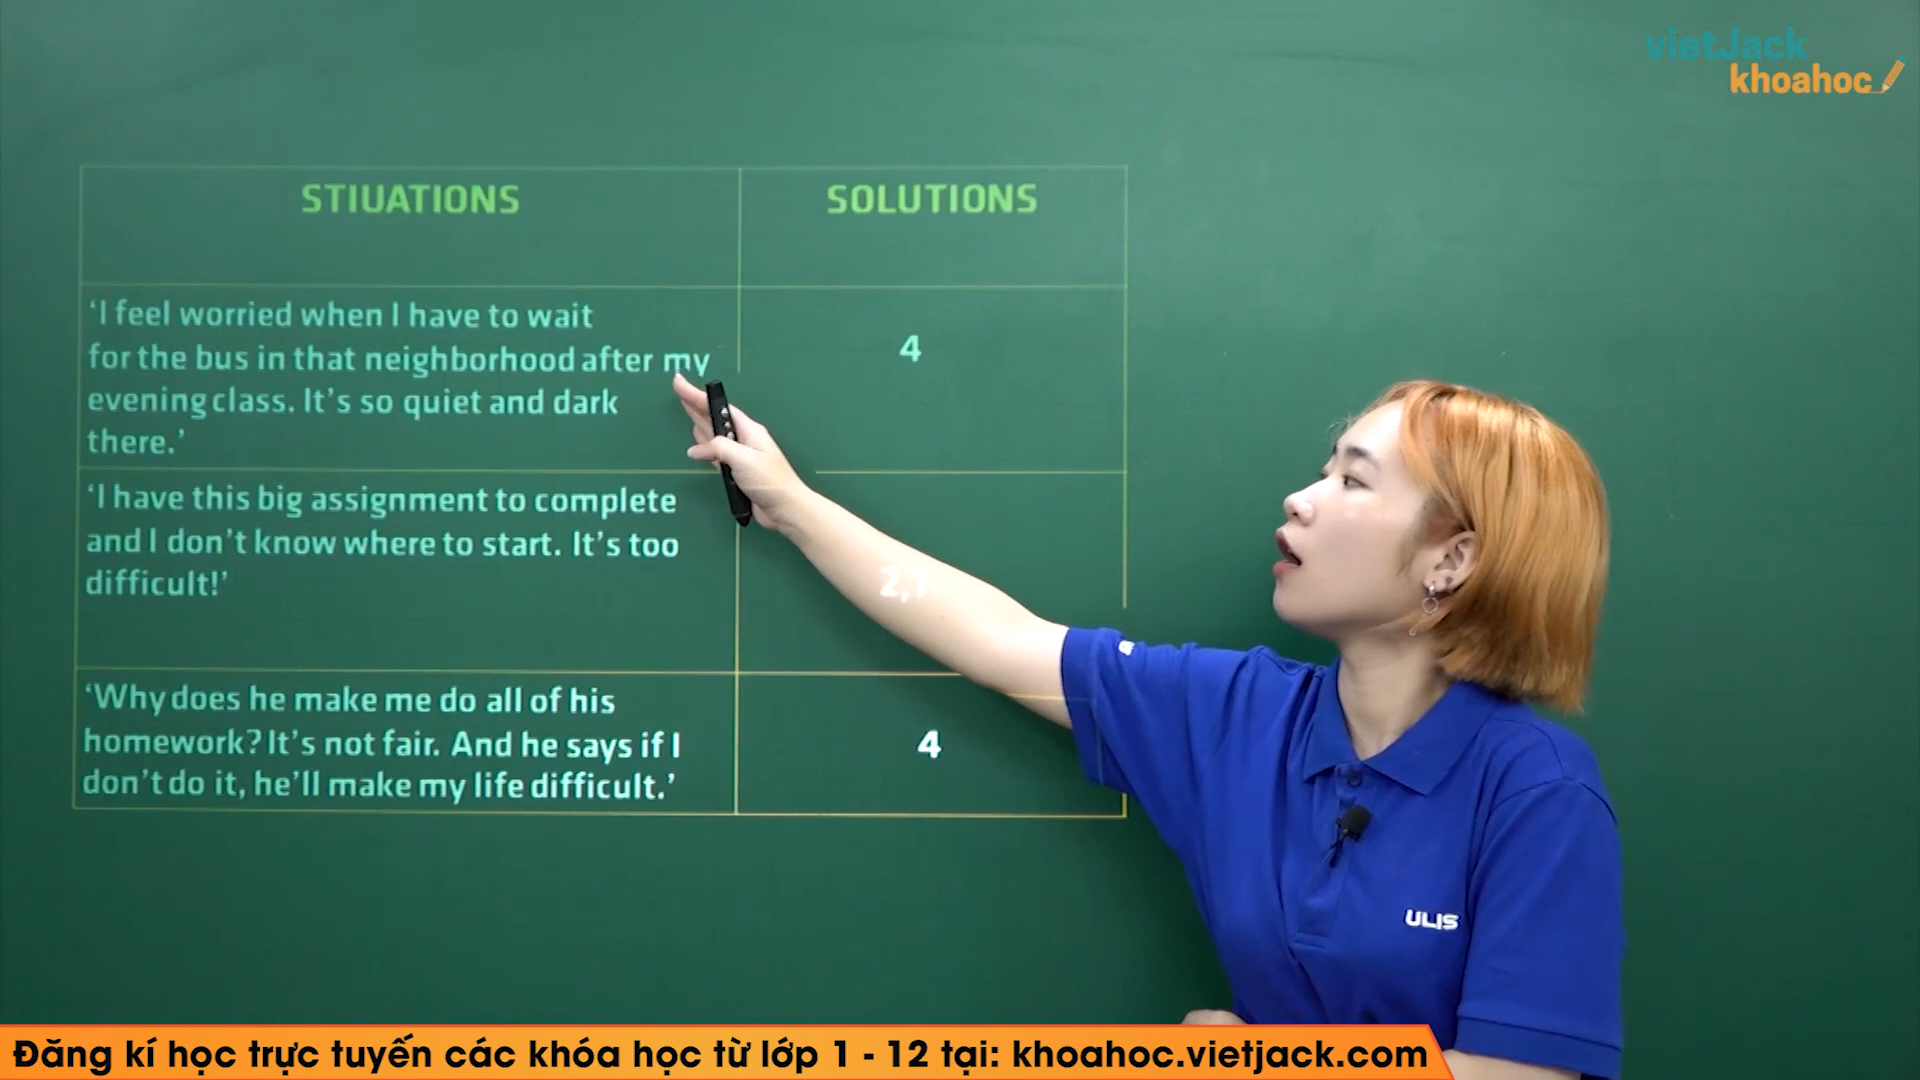 vietJack
khoahoc
STIUATIONS
SOLUTIONS
‘I feel worried when I have to wait
for the bus in that neighborhood after my
evening class. It’s so quiet and dark
there.’
4
‘I have this big assignment to complete
and I don’t know where to start. It’s too
difficult!’
2,1
‘Why does he make me do all of his
homework? It’s not fair. And he says if I
don’t do it, he’ll make my life difficult.’
4
ULIS
Đăng kí học trực tuyến các khóa học từ lớp 1 - 12 tại: khoahoc.vietjack.com